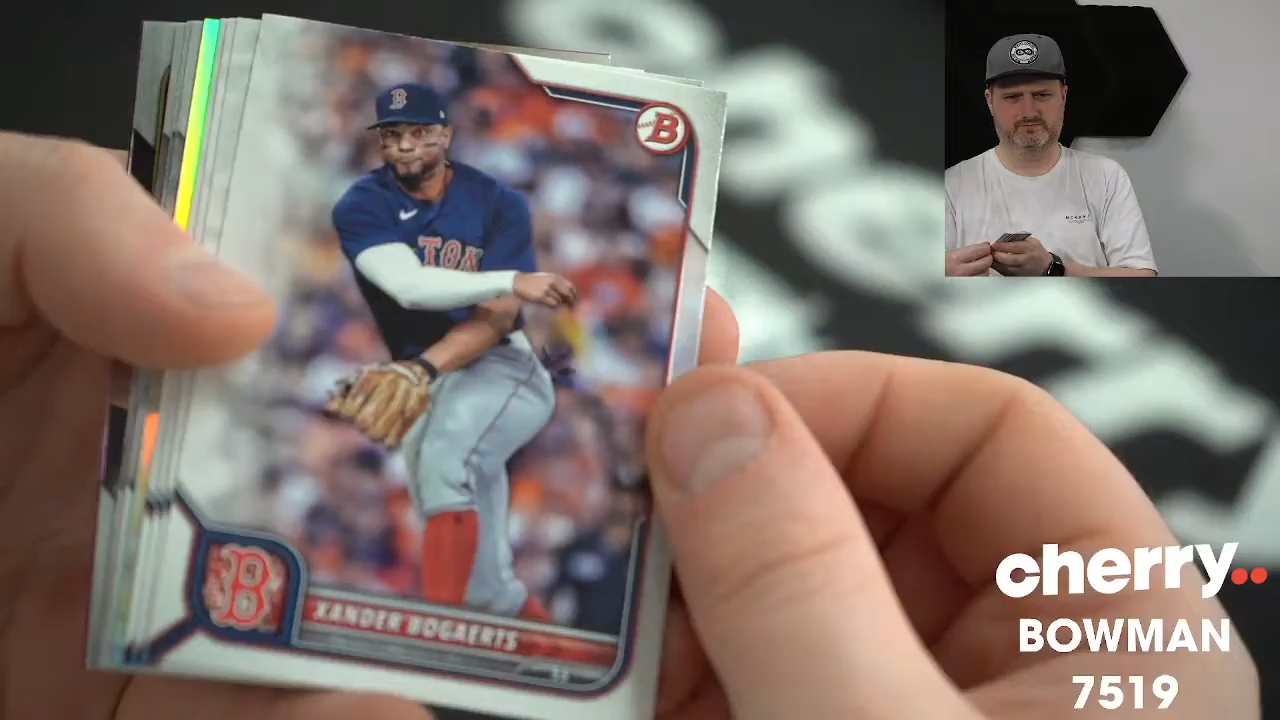 B
B
TON
B
XANDER BOGAERTS
cherry..
BOWMAN
7519